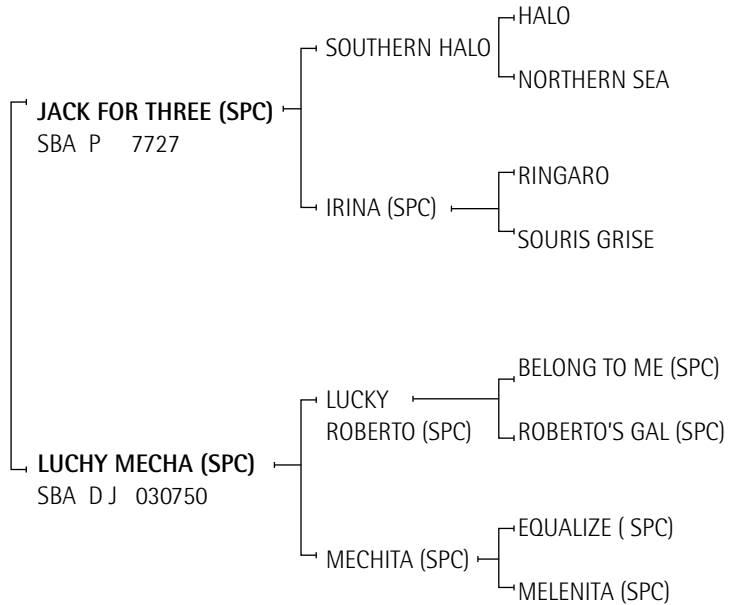 HALO
SOUTHERN HALO
NORTHERN SEA
JACK FOR THREE (SPC)
SBA P 7727
RINGARO
IRINA (SPC)
SOURIS GRISE
BELONG TO ME (SPC)
LUCKY
ROBERTO (SPC)
ROBERTO'S GAL (SPC)
LUCHY MECHA (SPC)
SBA D J 030750
EQUALIZE ( SPC)
MECHITA (SPC)
MELENITA (SPC)